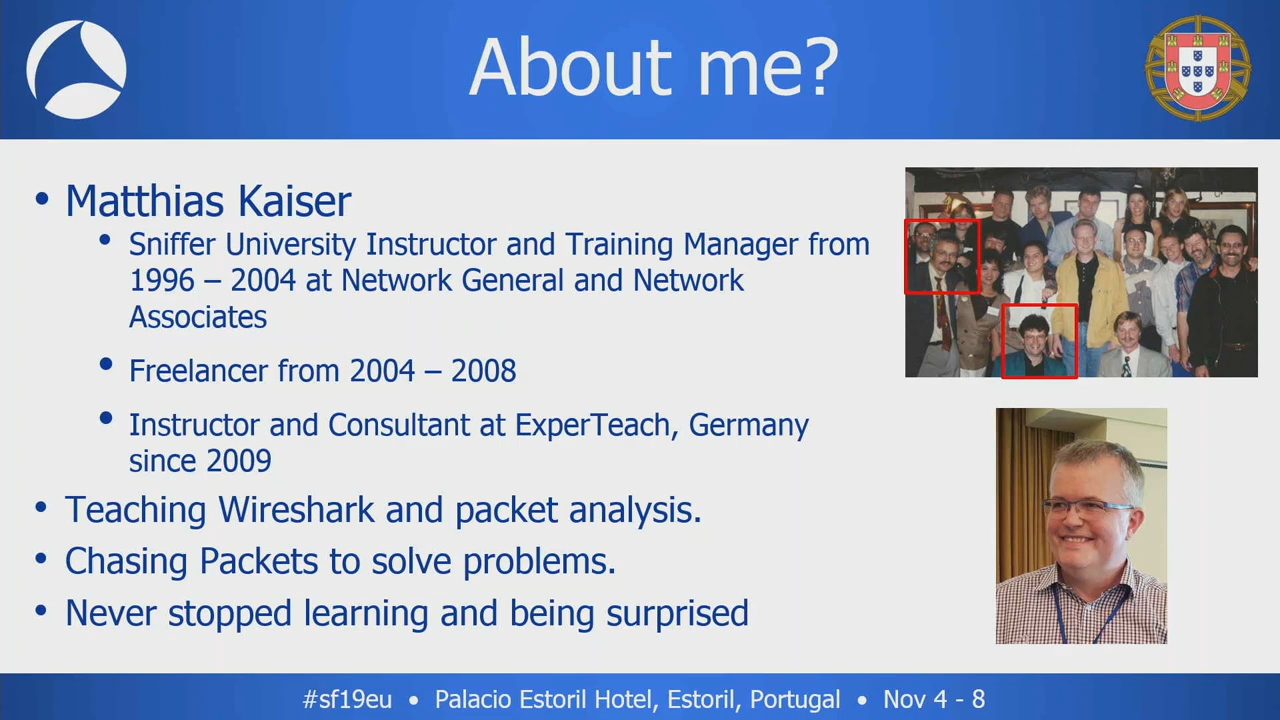 About me?
• Matthias Kaiser
• Sniffer University Instructor and Training Manager from
1996 – 2004 at Network General and Network
Associates
• Freelancer from 2004 – 2008
• Instructor and Consultant at ExperTeach, Germany
since 2009
• Teaching Wireshark and packet analysis.
• Chasing Packets to solve problems.
• Never stopped learning and being surprised
#sf19eu • Palacio Estoril Hotel, Estoril, Portugal • Nov 4 - 8